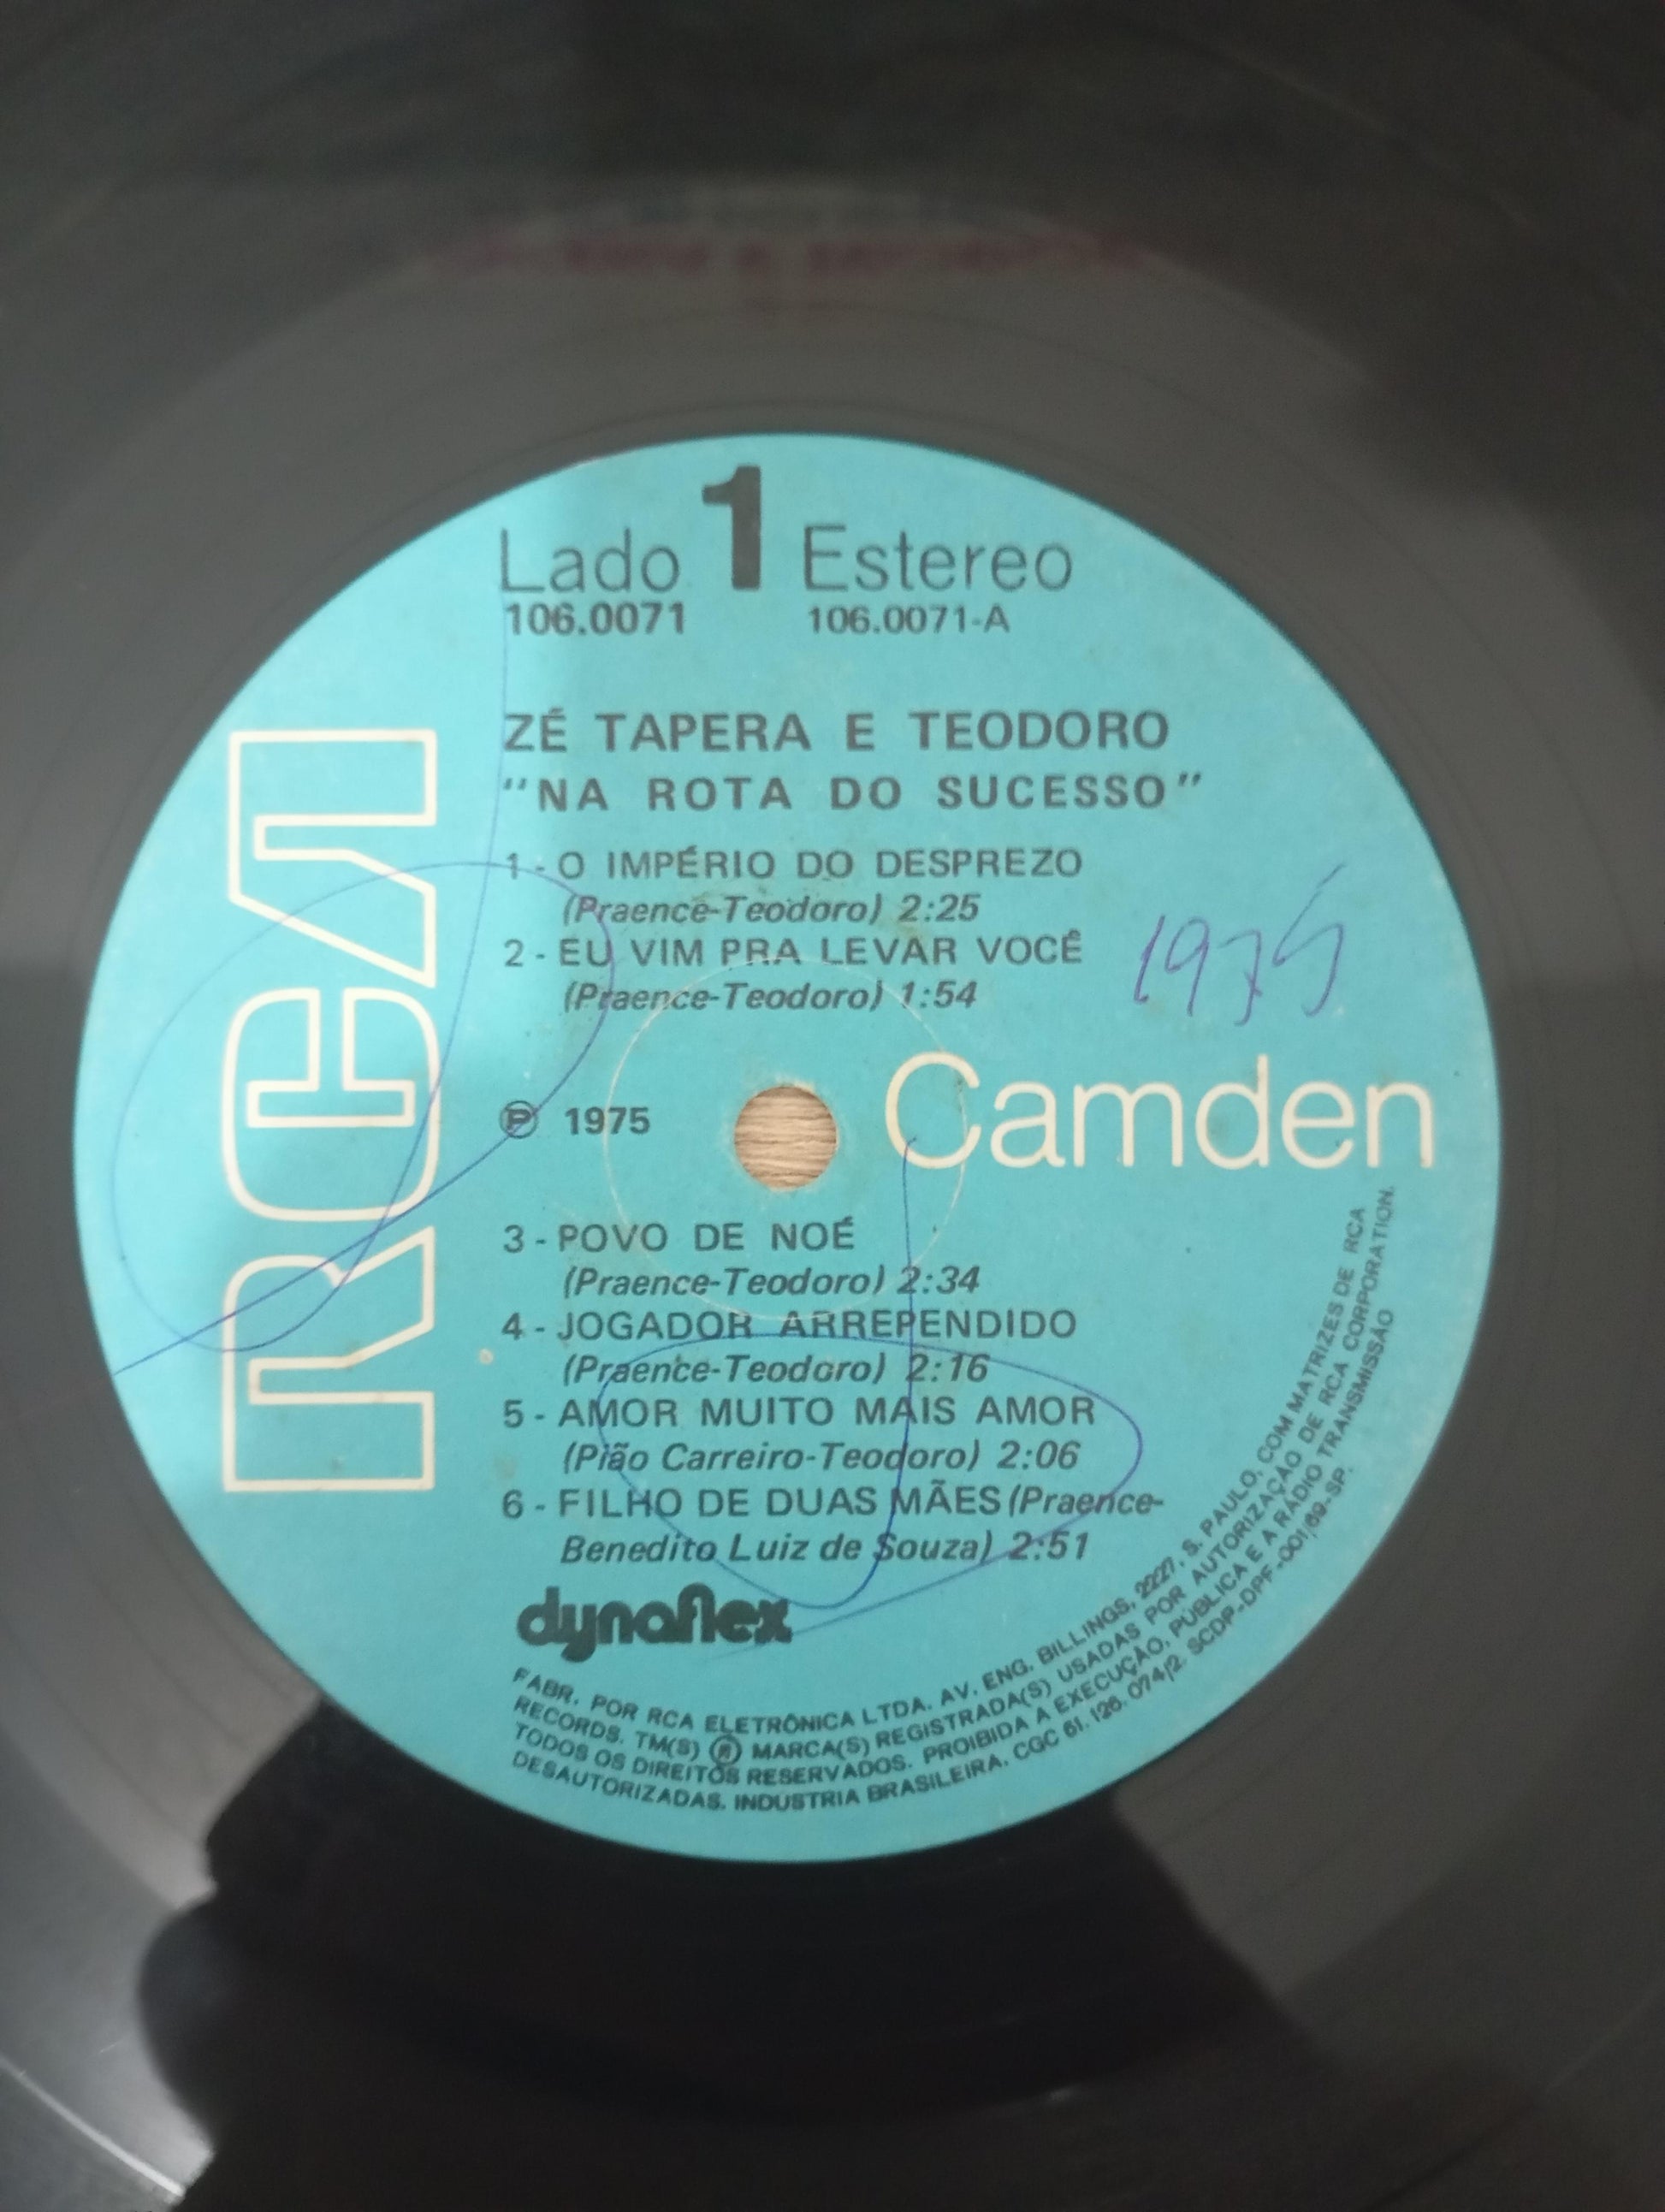 Lado 1 Estereo
106.0071 106.0071-A
ZÉ TAPERA E TEODORO
"NA ROTA DO SUCESSO"
1 - O IMPÉRIO DO DESPREZO
(Praence-Teodoro) 2:25
2 - EU VIM PRA LEVAR VOCÊ
(Praence-Teodoro) 1:54
1975
RCA
℗ 1975
Camden
3 - POVO DE NOÉ
(Praence-Teodoro) 2:34
4 - JOGADOR ARREPENDIDO
(Praence-Teodoro) 2:16
5 - AMOR MUITO MAIS AMOR
(Pião Carreiro-Teodoro) 2:06
6 - FILHO DE DUAS MÃES (Praence-
Benedito Luiz de Souza) 2:51
dynaflex
FABR. POR RCA ELETRÔNICA LTDA. AV. ENG. BILLINGS, 2227, S. PAULO, COM MATRIZES DE RCA
RECORDS. TM(S) ® MARCA(S) REGISTRADA(S) USADAS POR AUTORIZAÇÃO DE RCA CORPORATION.
TODOS OS DIREITOS RESERVADOS. PROIBIDA A EXECUÇÃO, PÚBLICA E A RÁDIO TRANSMISSÃO
DESAUTORIZADAS. INDUSTRIA BRASILEIRA. CGC 61.126.074/2. SCDP-DPF-001/69-SP.